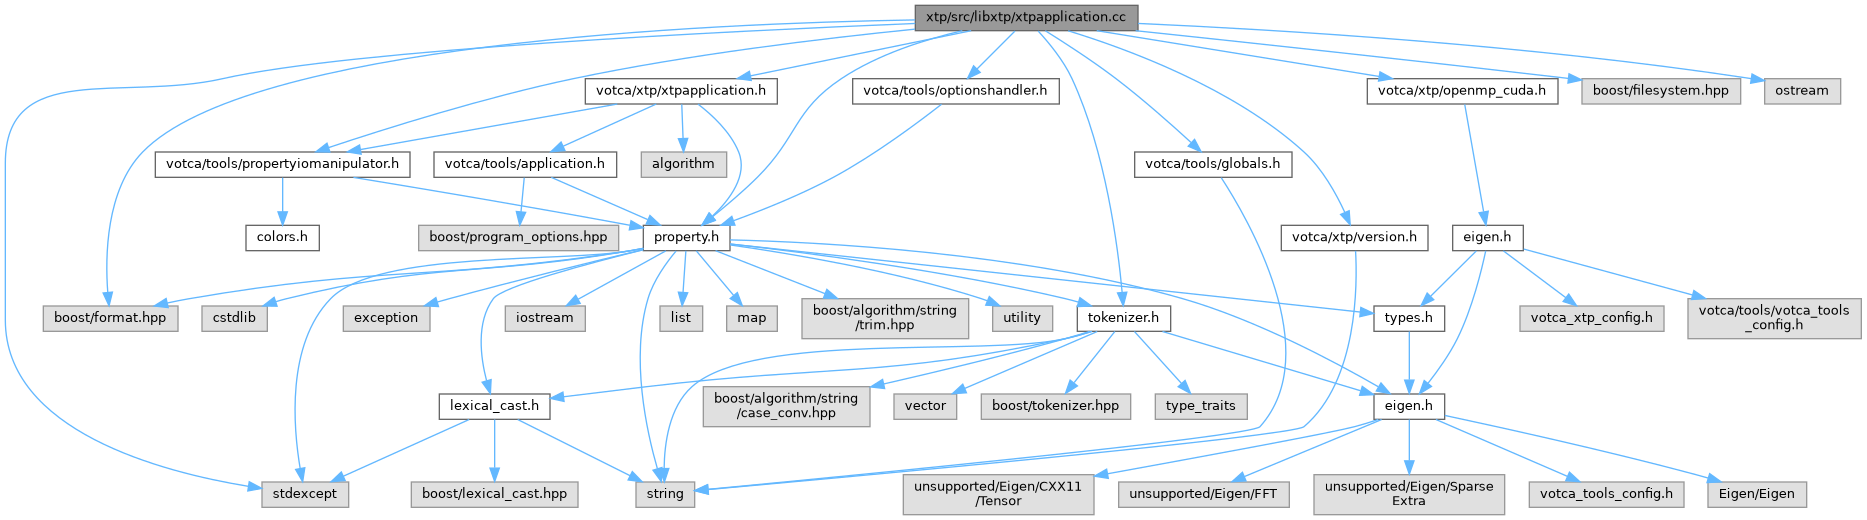 xtp/src/libxtp/xtpapplication.cc
votca/xtp/xtpapplication.h
votca/tools/optionshandler.h
votca/xtp/openmp_cuda.h
boost/filesystem.hpp
ostream
votca/tools/propertyiomanipulator.h
votca/tools/application.h
algorithm
votca/tools/globals.h
colors.h
boost/program_options.hpp
property.h
votca/xtp/version.h
eigen.h
boost/format.hpp
cstdlib
exception
iostream
list
map
boost/algorithm/string
/trim.hpp
utility
tokenizer.h
types.h
votca_xtp_config.h
votca/tools/votca_tools
_config.h
lexical_cast.h
boost/algorithm/string
/case_conv.hpp
vector
boost/tokenizer.hpp
type_traits
eigen.h
stdexcept
boost/lexical_cast.hpp
string
unsupported/Eigen/CXX11
/Tensor
unsupported/Eigen/FFT
unsupported/Eigen/Sparse
Extra
votca_tools_config.h
Eigen/Eigen